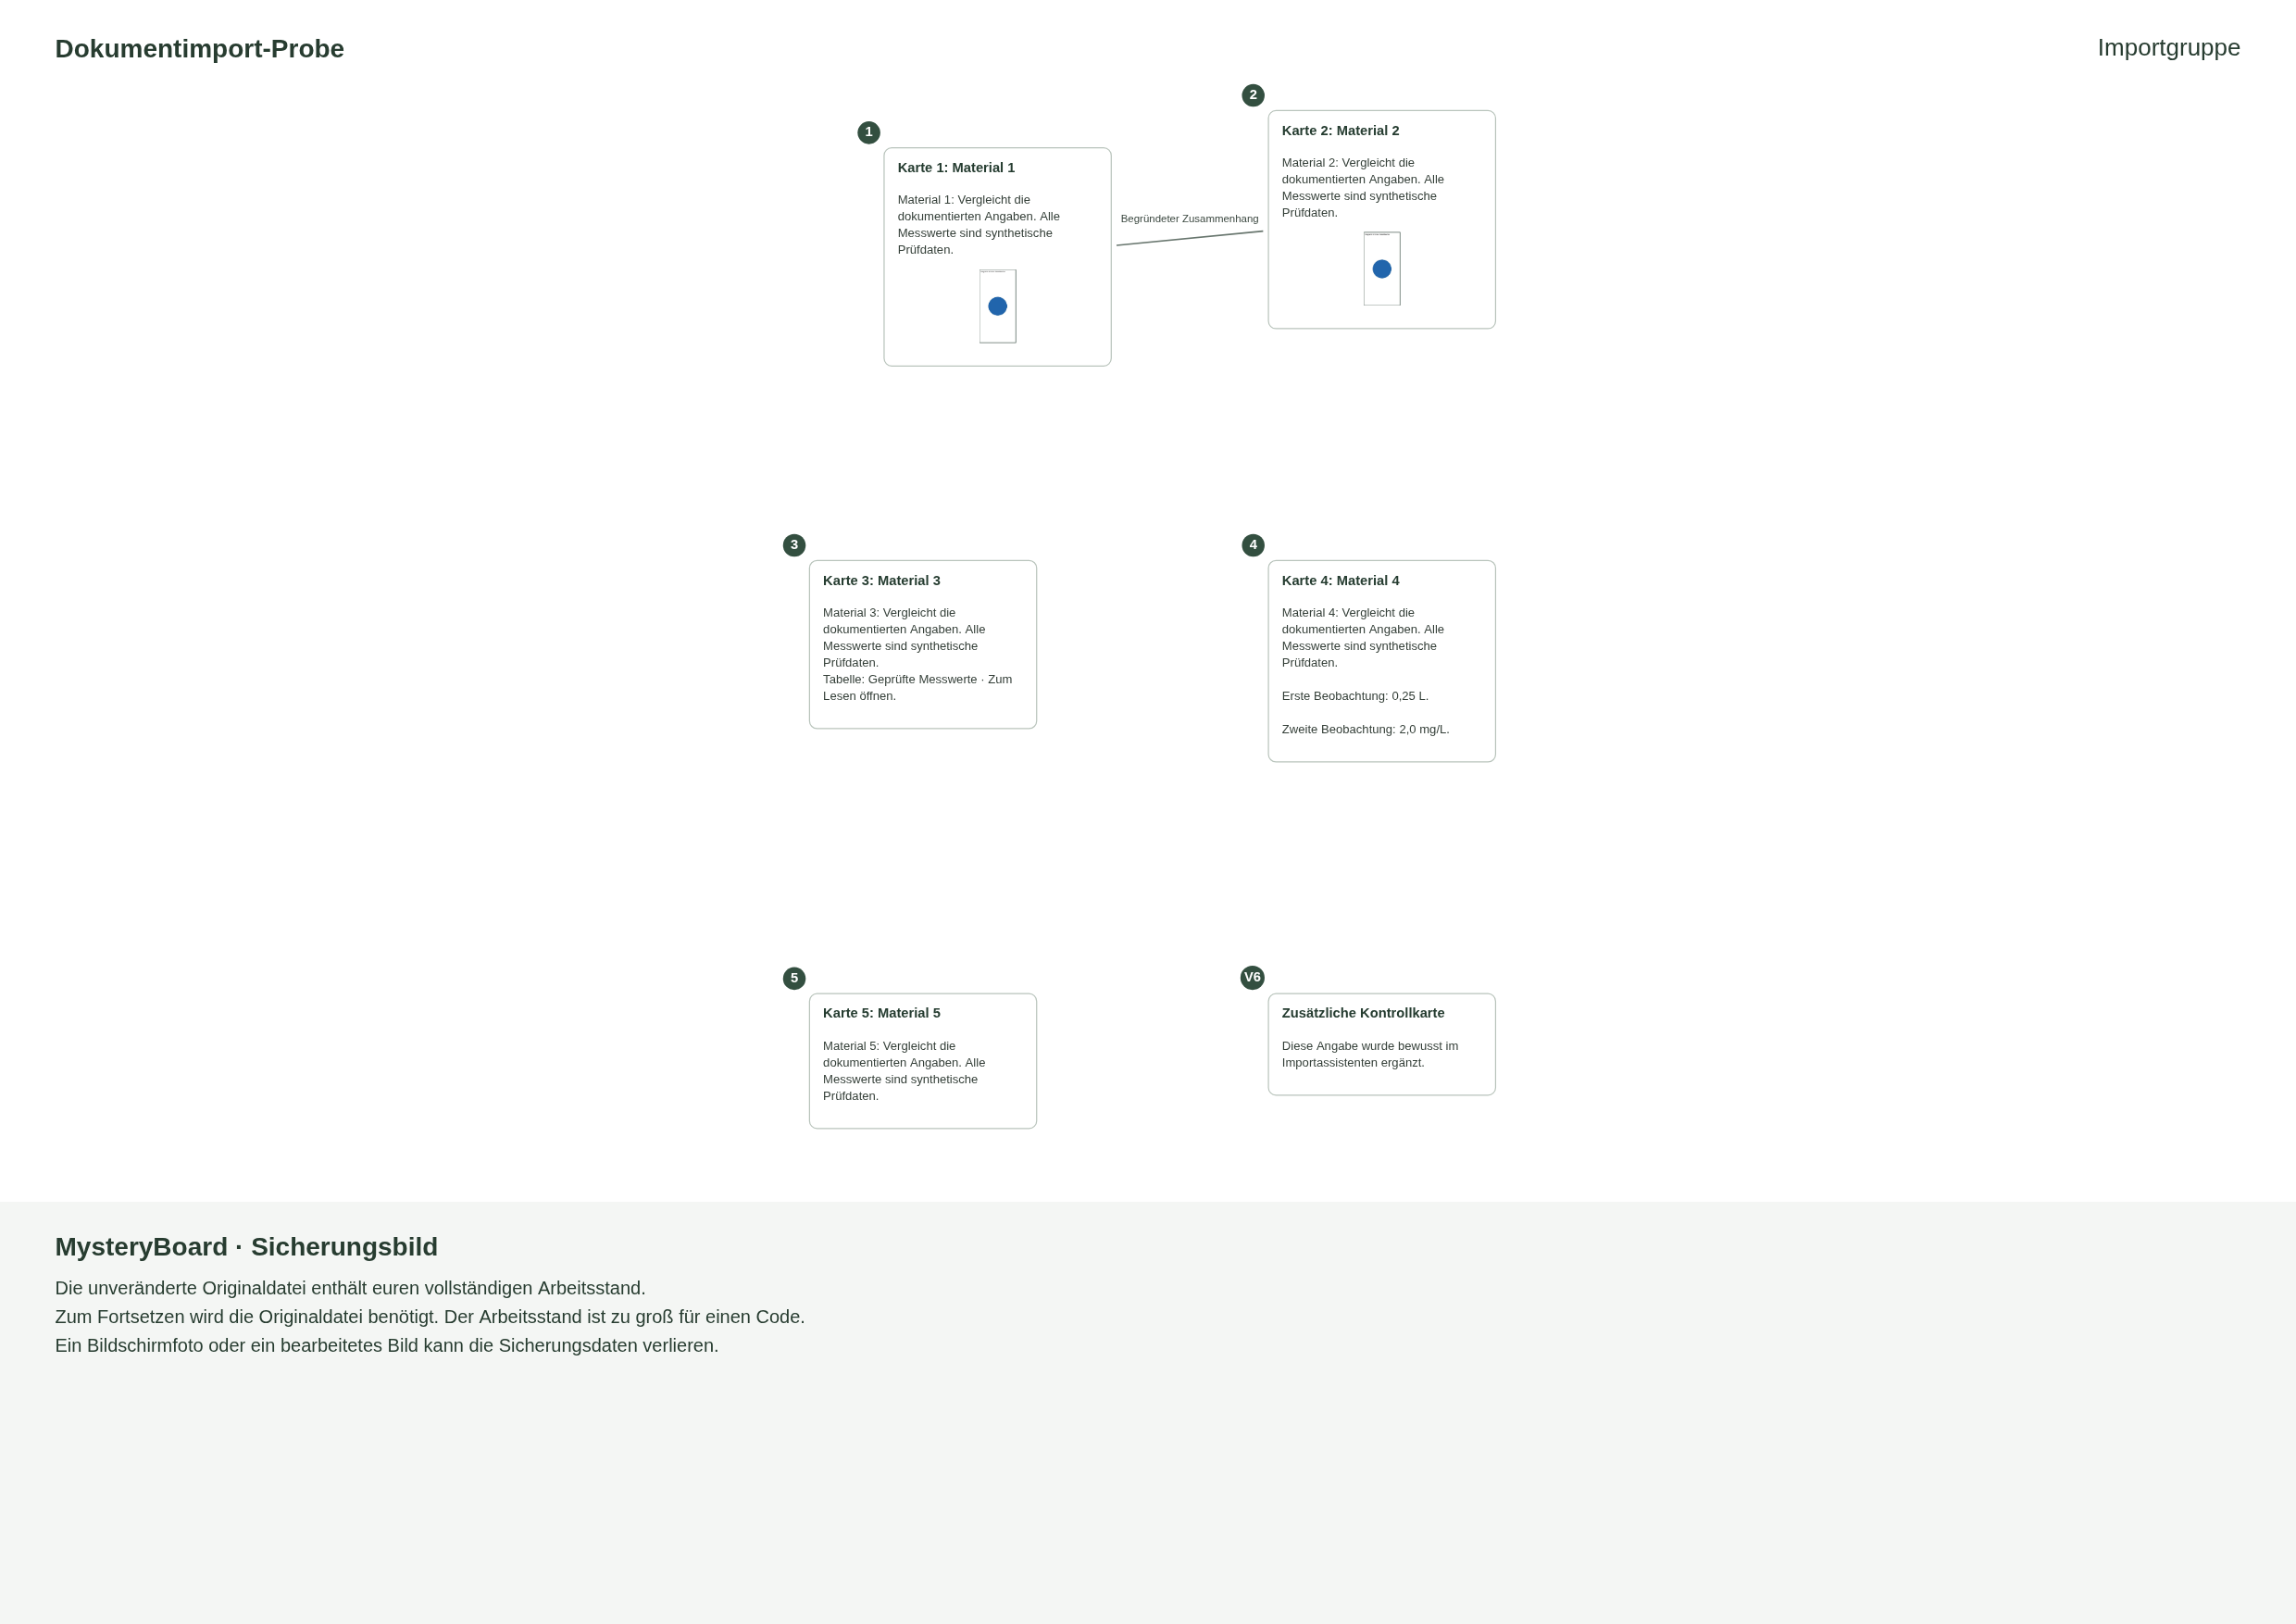 Dokumentimport-Probe
Importgruppe
1
Karte 1: Material 1
Material 1: Vergleicht die
dokumentierten Angaben. Alle
Messwerte sind synthetische
Prüfdaten.
Begründeter Zusammenhang
2
Karte 2: Material 2
Material 2: Vergleicht die
dokumentierten Angaben. Alle
Messwerte sind synthetische
Prüfdaten.
3
Karte 3: Material 3
Material 3: Vergleicht die
dokumentierten Angaben. Alle
Messwerte sind synthetische
Prüfdaten.
Tabelle: Geprüfte Messwerte · Zum
Lesen öffnen.
4
Karte 4: Material 4
Material 4: Vergleicht die
dokumentierten Angaben. Alle
Messwerte sind synthetische
Prüfdaten.
Erste Beobachtung: 0,25 L.
Zweite Beobachtung: 2,0 mg/L.
5
Karte 5: Material 5
Material 5: Vergleicht die
dokumentierten Angaben. Alle
Messwerte sind synthetische
Prüfdaten.
V6
Zusätzliche Kontrollkarte
Diese Angabe wurde bewusst im
Importassistenten ergänzt.
MysteryBoard · Sicherungsbild
Die unveränderte Originaldatei enthält euren vollständigen Arbeitsstand.
Zum Fortsetzen wird die Originaldatei benötigt. Der Arbeitsstand ist zu groß für einen Code.
Ein Bildschirmfoto oder ein bearbeitetes Bild kann die Sicherungsdaten verlieren.